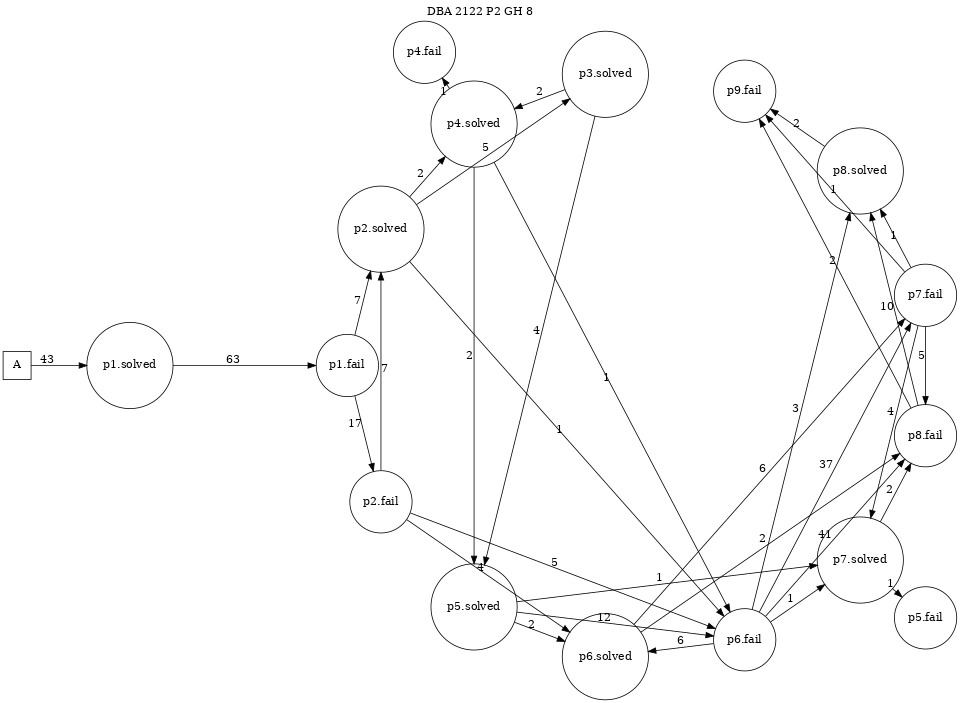 DBA 2122 P2 GH 8
p4.fail
p3.solved
p9.fail
1
2
p4.solved
2
5
p8.solved
2
1
p2.solved
1
2
7
10
p7.fail
4
A
43
p1.solved
63
p1.fail
7
2
1
5
3
4
17
1
p8.fail
6
37
p2.fail
2
2
41
5
4
1
p7.solved
1
1
p5.solved
2
12
6
p6.fail
p5.fail
p6.solved